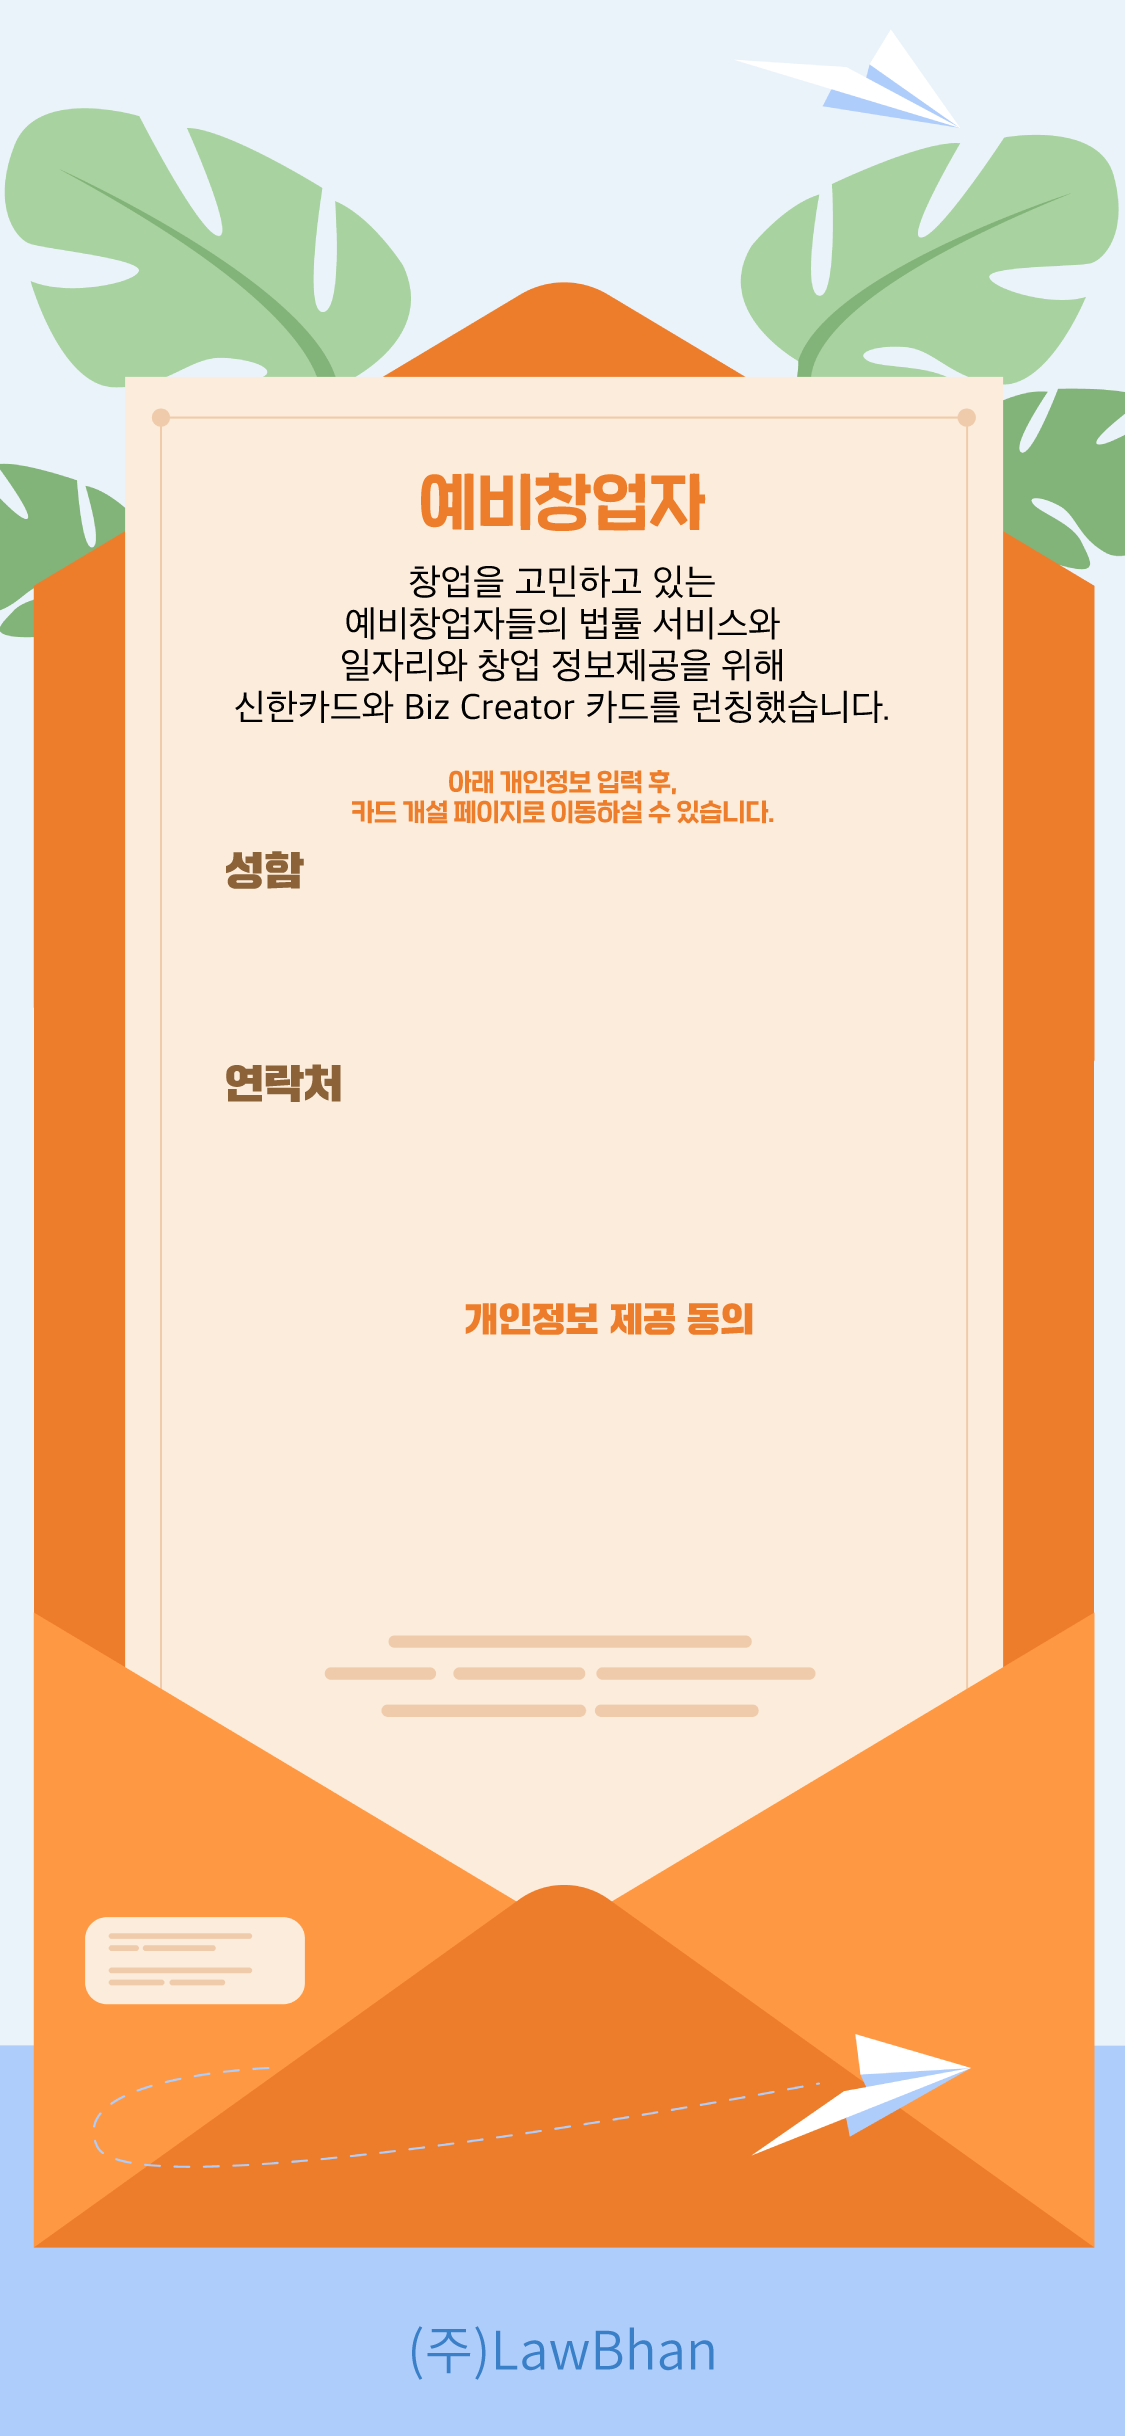 예비창업자
창업을 고민하고 있는
예비창업자들의 법률 서비스와
일자리와 창업 정보제공을 위해
신한카드와 Biz Creator 카드를 런칭했습니다.
아래 개인정보 입력 후,
카드 개설 페이지로 이동하실 수 있습니다.
성함
연락처
개인정보 제공 동의
(주)LawBhan